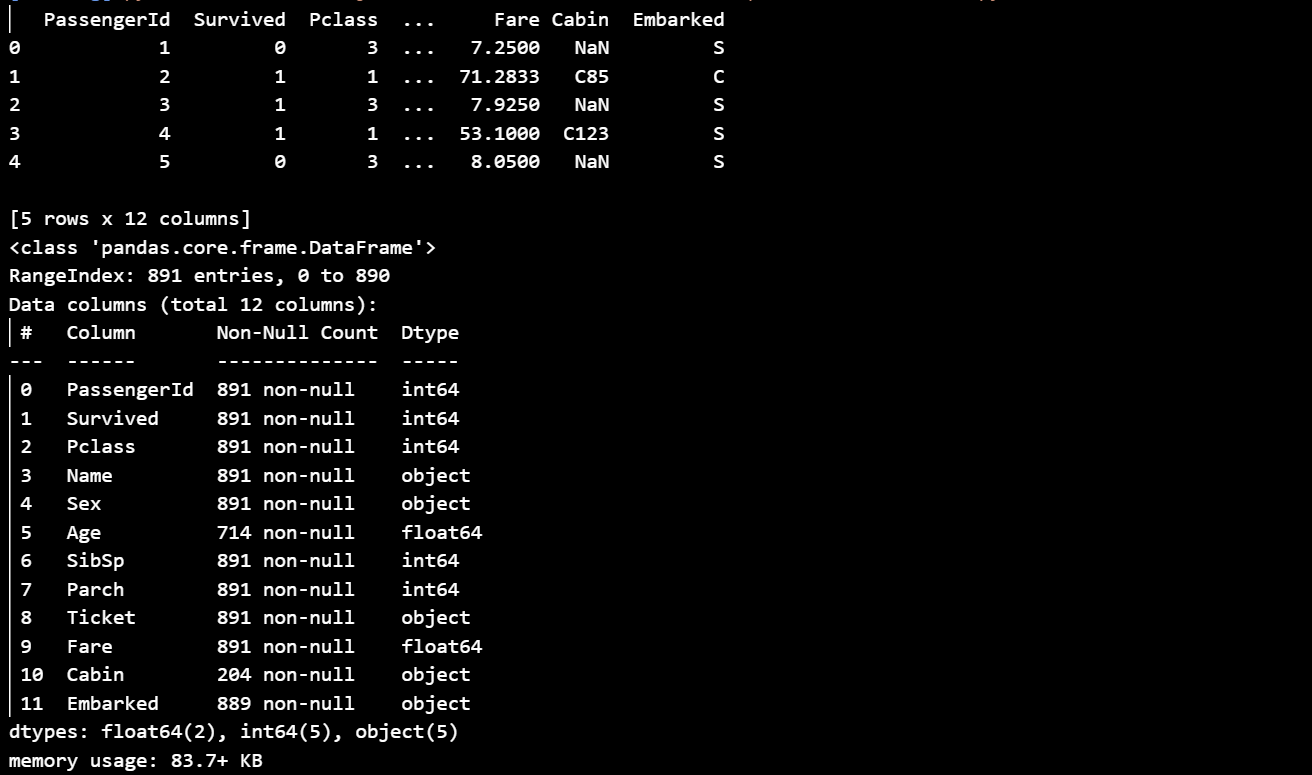 PassengerId  Survived  Pclass  ...     Fare Cabin  Embarked
0            1         0       3  ...   7.2500   NaN         S
1            2         1       1  ...  71.2833   C85         C
2            3         1       3  ...   7.9250   NaN         S
3            4         1       1  ...  53.1000  C123         S
4            5         0       3  ...   8.0500   NaN         S
[5 rows x 12 columns]
<class 'pandas.core.frame.DataFrame'>
RangeIndex: 891 entries, 0 to 890
Data columns (total 12 columns):
#   Column       Non-Null Count  Dtype
---  ------       --------------  -----
0   PassengerId  891 non-null    int64
1   Survived     891 non-null    int64
2   Pclass       891 non-null    int64
3   Name         891 non-null    object
4   Sex          891 non-null    object
5   Age          714 non-null    float64
6   SibSp        891 non-null    int64
7   Parch        891 non-null    int64
8   Ticket       891 non-null    object
9   Fare         891 non-null    float64
10  Cabin        204 non-null    object
11  Embarked     889 non-null    object
dtypes: float64(2), int64(5), object(5)
memory usage: 83.7+ KB